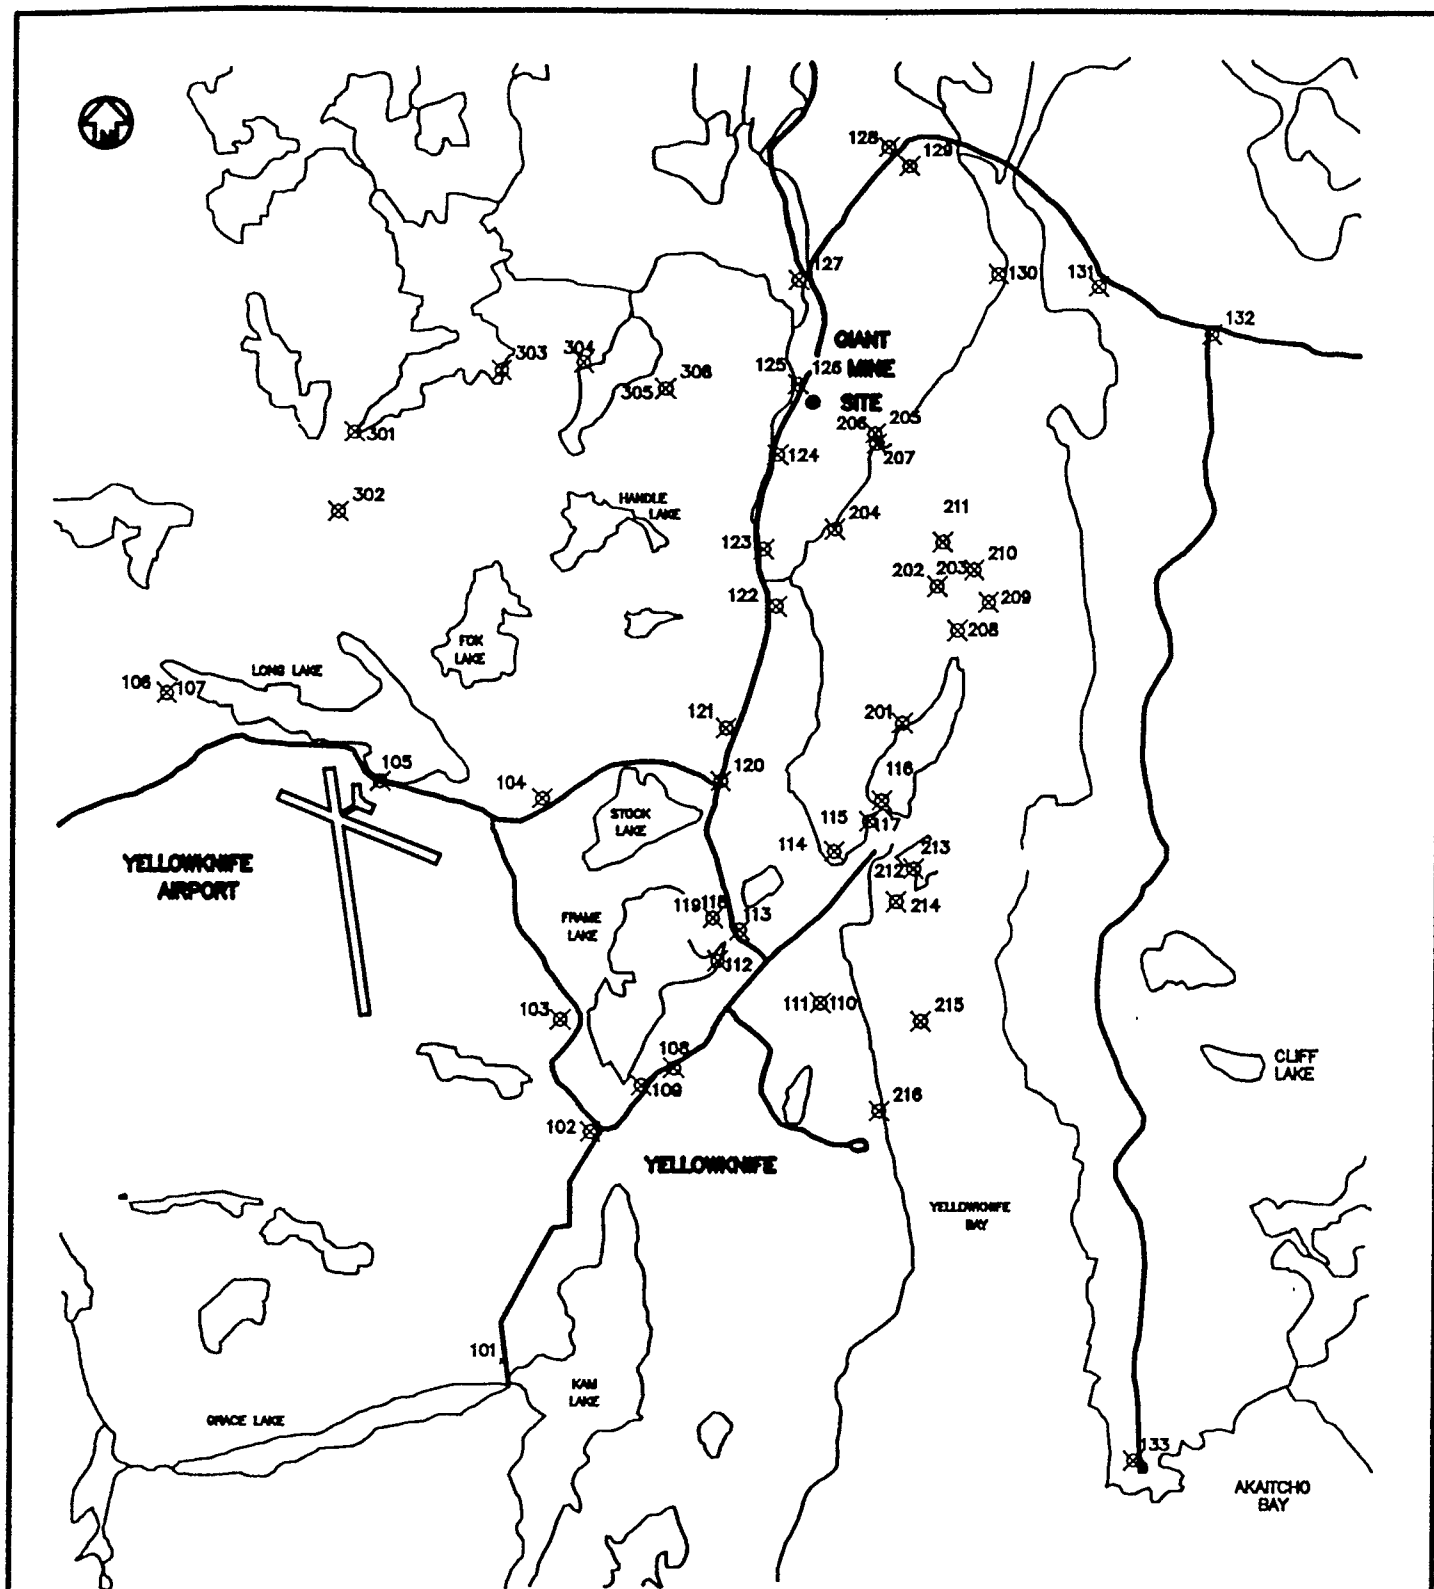 N
128
129
127
130
131
132
GIANT
MINE
SITE
303
304
305
306
125
126
301
124
205
206
207
302
HANDLE
LAKE
204
211
123
202
203
210
122
209
208
FOX
LAKE
LONG LAKE
106
107
121
201
105
104
120
116
STOCK
LAKE
115
117
114
YELLOWKNIFE
AIRPORT
213
212
214
119
118
113
FRAME
LAKE
112
103
111
110
215
108
109
CLIFF
LAKE
102
216
YELLOWKNIFE
YELLOWKNIFE
BAY
101
KAM
LAKE
GRACE LAKE
133
AKAITCHO
BAY